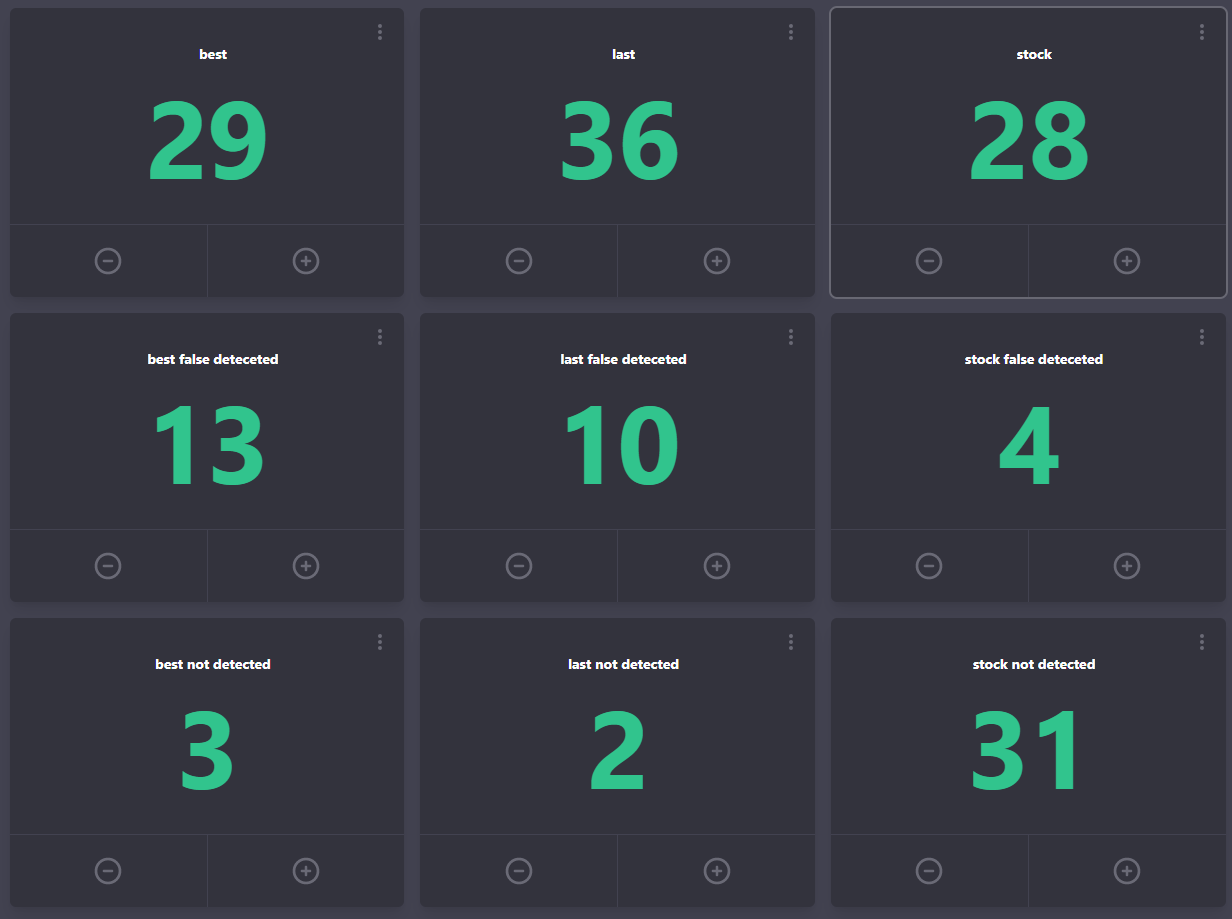 best
last
stock
29
36
28
best false deteceted
last false deteceted
stock false deteceted
13
10
4
best not detected
last not detected
stock not detected
3
2
31